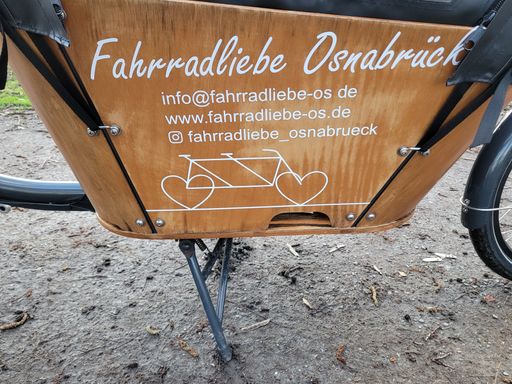 Fahrradliebe Osnabrück
info@fahrradliebe-os de
www.fahrradliebe-os.de
fahrradliebe_osnabrueck